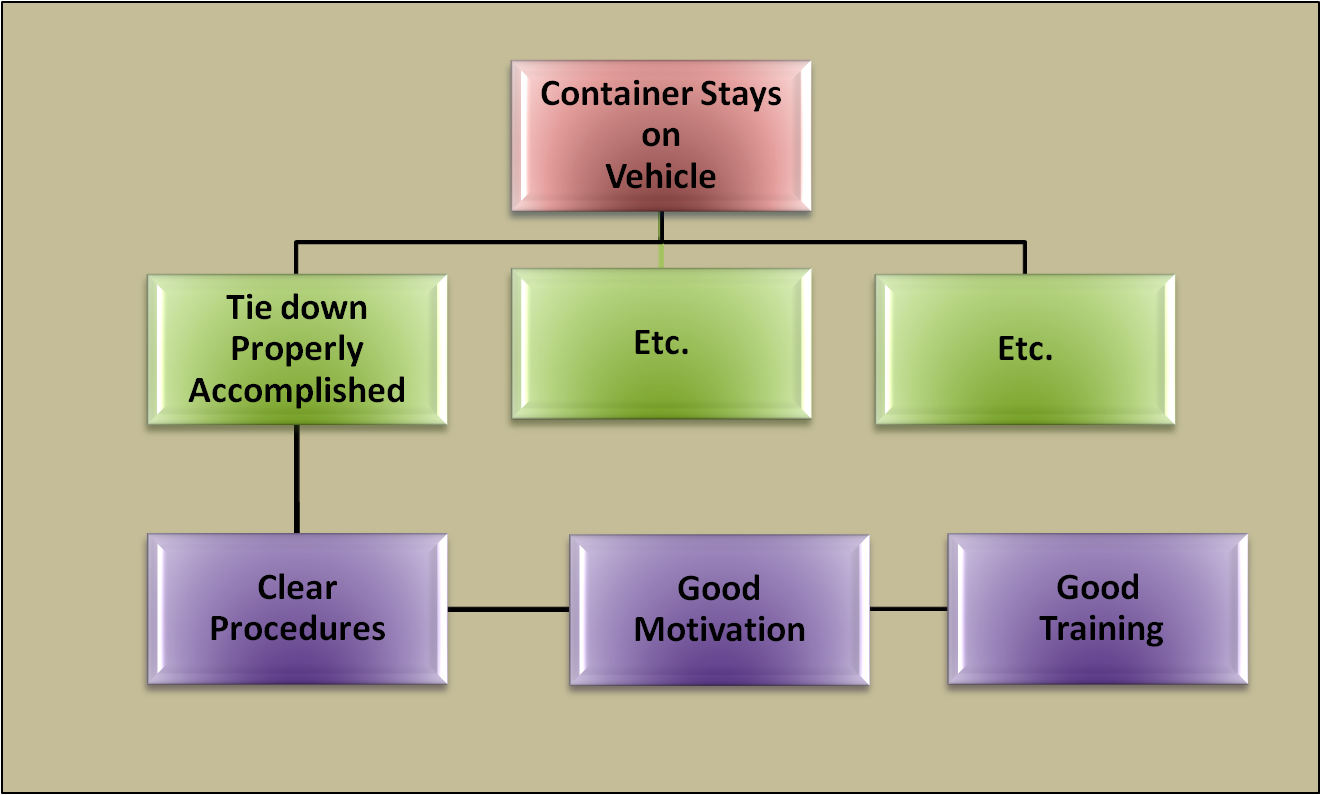 Container Stays
on
Vehicle
Tie down
Properly
Accomplished
Etc.
Etc.
Clear
Procedures
Good
Motivation
Good
Training